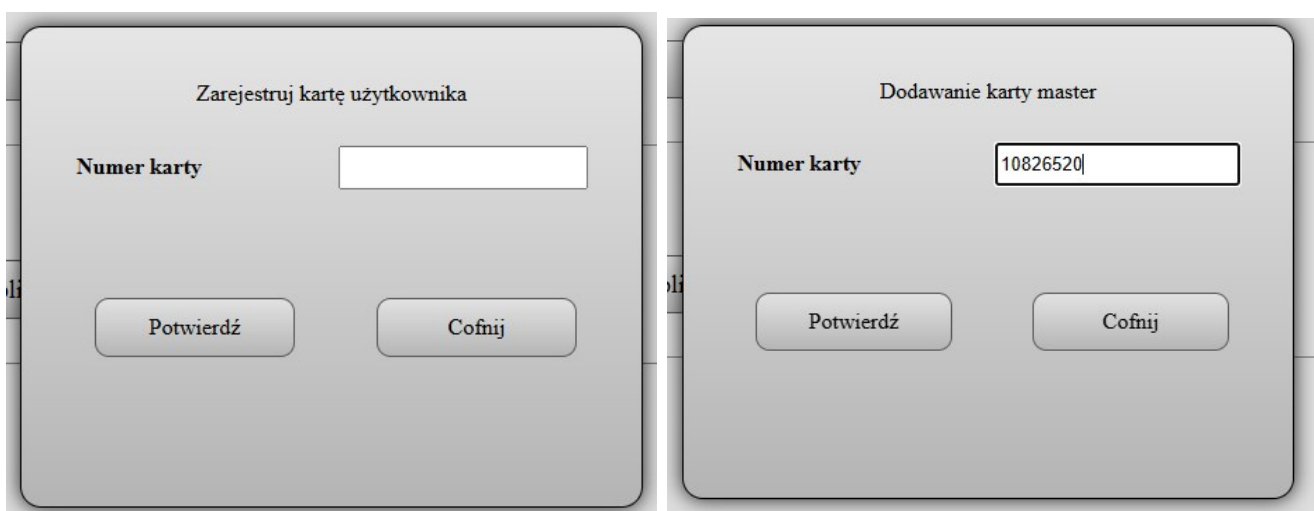 Zarejestruj kartę użytkownika
Numer karty
Potwierdź
Cofnij
Dodawanie karty master
Numer karty
10826520
Potwierdź
Cofnij